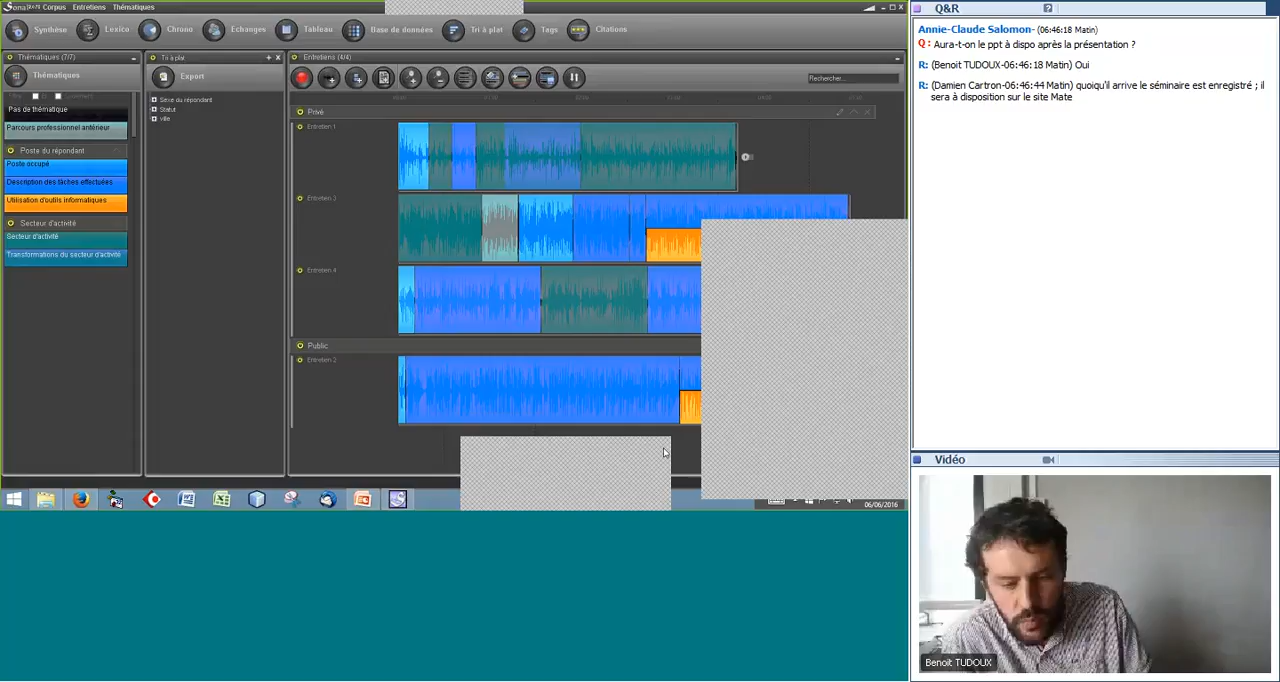 Sonal Corpus Entretiens Thématiques
Synthèse Lexico Chrono Echanges Tableau Base de données Tri à plat Tags Citations
Thématiques (7/7)
Thématiques
Pas de thématique
Parcours professionnel antérieur
Poste du répondant
Poste occupé
Description des tâches effectuées
Utilisation d'outils informatiques
Secteur d'activité
Secteur d'activité
Transformations du secteur d'activité
Tri à plat
Export
Sexe du répondant
Statut
ville
Entretiens (4/4)
Rechercher...
Privé
Entretien 1
Entretien 3
Entretien 4
Public
Entretien 2
06/06/2016
Q&R
Annie-Claude Salomon- (06:46:18 Matin)
Q : Aura-t-on le ppt à dispo après la présentation ?
R: (Benoit TUDOUX-06:46:18 Matin) Oui
R: (Damien Cartron-06:46:44 Matin) quoiqu'il arrive le séminaire est enregistré ; il
sera à disposition sur le site Mate
Vidéo
Benoit TUDOUX